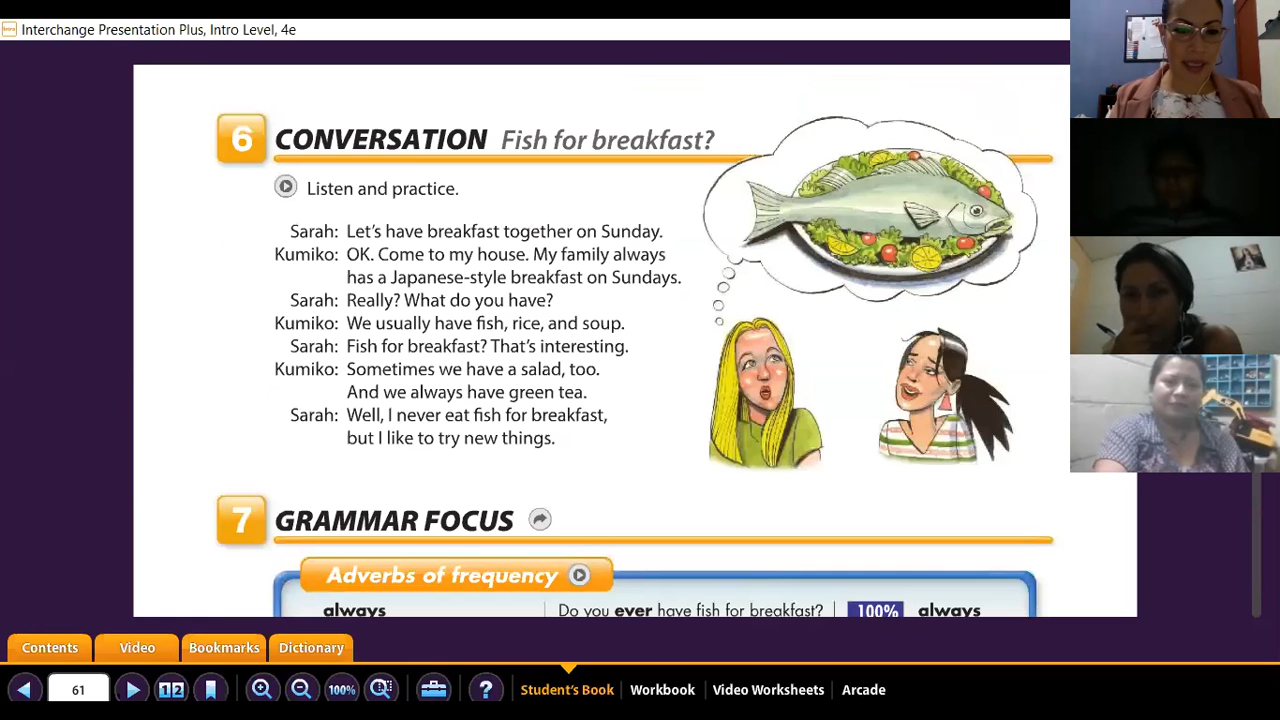 Interchange Presentation Plus, Intro Level, 4e
6 CONVERSATION Fish for breakfast?
Listen and practice.
Sarah: Let's have breakfast together on Sunday.
Kumiko: OK. Come to my house. My family always
has a Japanese-style breakfast on Sundays.
Sarah: Really? What do you have?
Kumiko: We usually have fish, rice, and soup.
Sarah: Fish for breakfast? That's interesting.
Kumiko: Sometimes we have a salad, too.
And we always have green tea.
Sarah: Well, I never eat fish for breakfast,
but I like to try new things.
7 GRAMMAR FOCUS
Adverbs of frequency
always Do you ever have fish for breakfast? 100% always
Contents Video Bookmarks Dictionary
61 1 2 100% ? Student's Book Workbook Video Worksheets Arcade